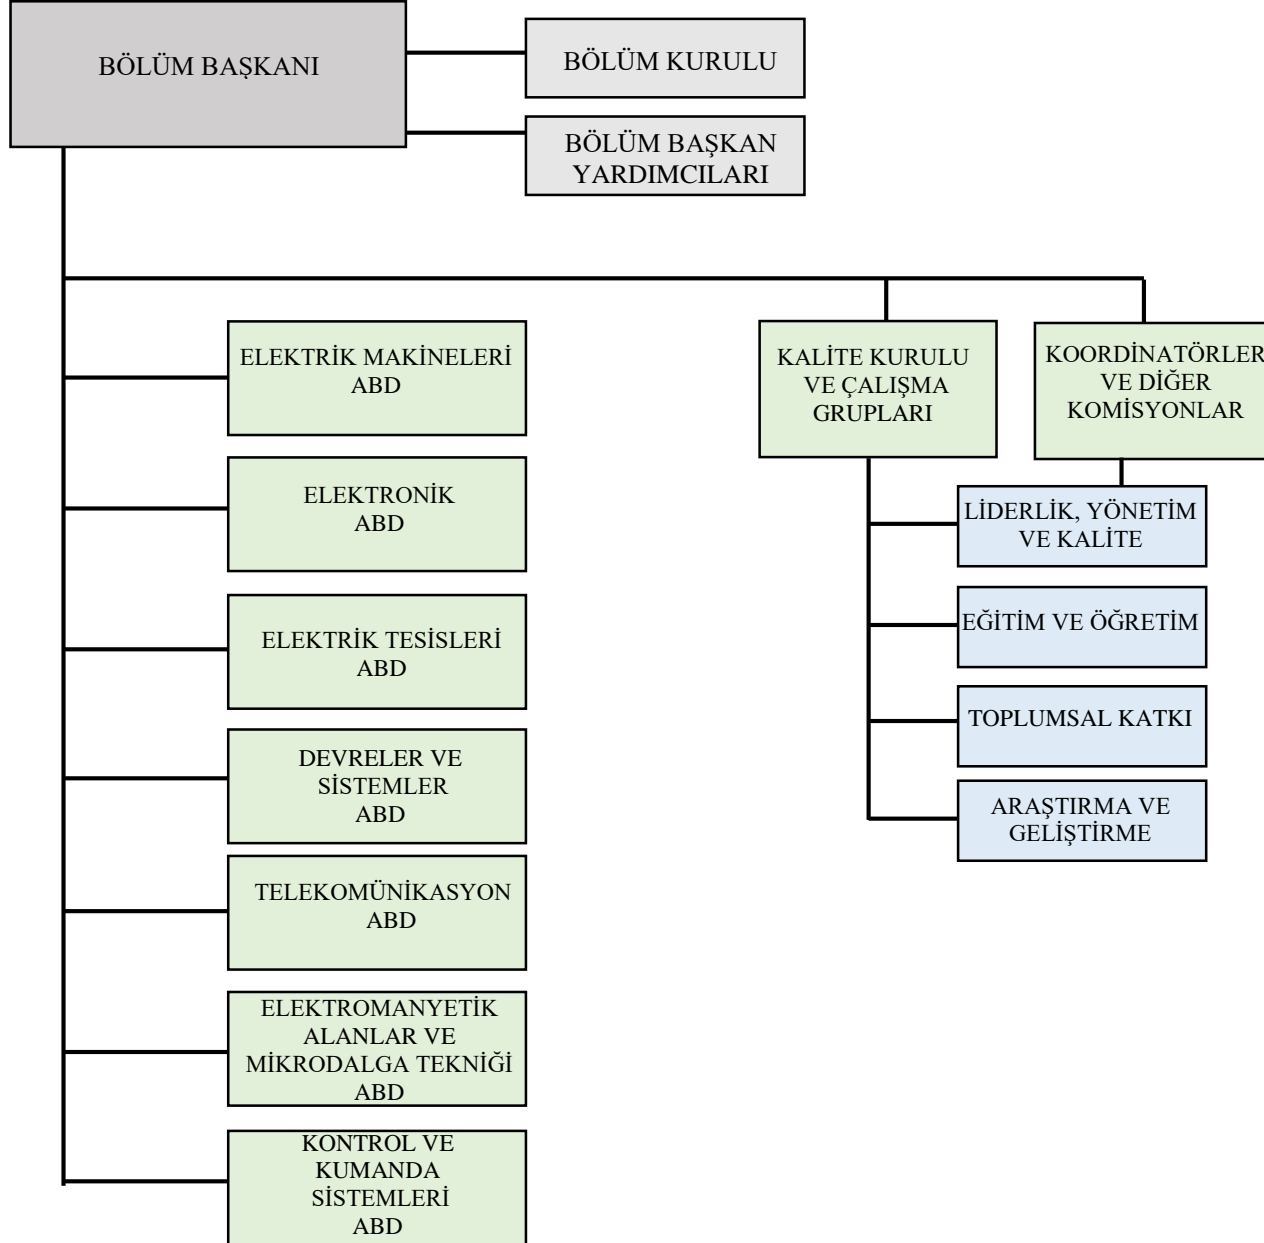 BÖLÜM BAŞKANI
BÖLÜM KURULU
BÖLÜM BAŞKAN
YARDIMCILARI
ELEKTRİK MAKİNELERİ
ABD
ELEKTRONİK
ABD
ELEKTRİK TESİSLERİ
ABD
DEVRELER VE
SİSTEMLER
ABD
TELEKOMÜNİKASYON
ABD
ELEKTROMANYETİK
ALANLAR VE
MİKRODALGA TEKNİĞİ
ABD
KONTROL VE
KUMANDA
SİSTEMLERİ
ABD
KALİTE KURULU
VE ÇALIŞMA
GRUPLARI
KOORDİNATÖRLER
VE DİĞER
KOMİSYONLAR
LİDERLİK, YÖNETİM
VE KALİTE
EĞİTİM VE ÖĞRETİM
TOPLUMSAL KATKI
ARAŞTIRMA VE
GELİŞTİRME